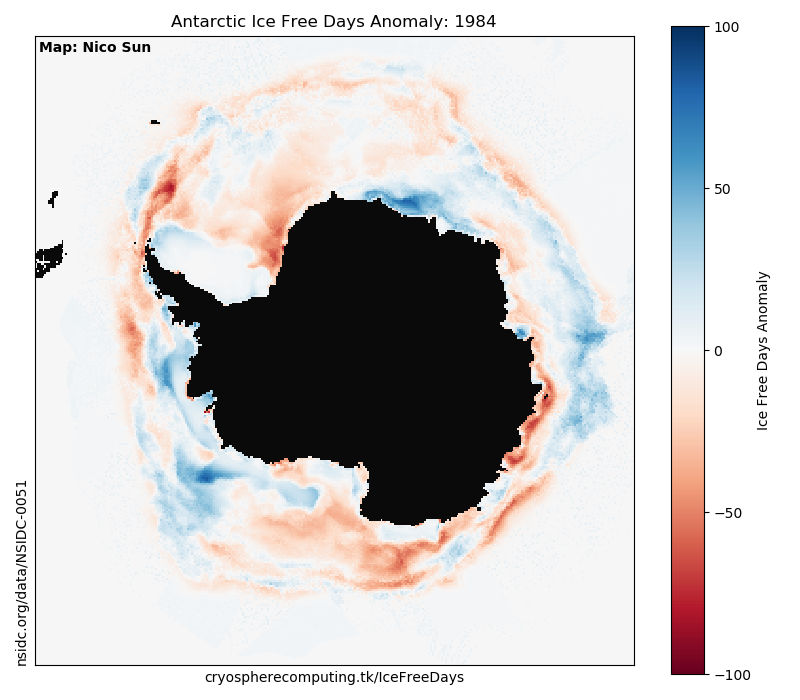 Antarctic Ice Free Days Anomaly: 1984
Map: Nico Sun
nsidc.org/data/NSIDC-0051
cryospherecomputing.tk/IceFreeDays
100
50
0
−50
−100
Ice Free Days Anomaly